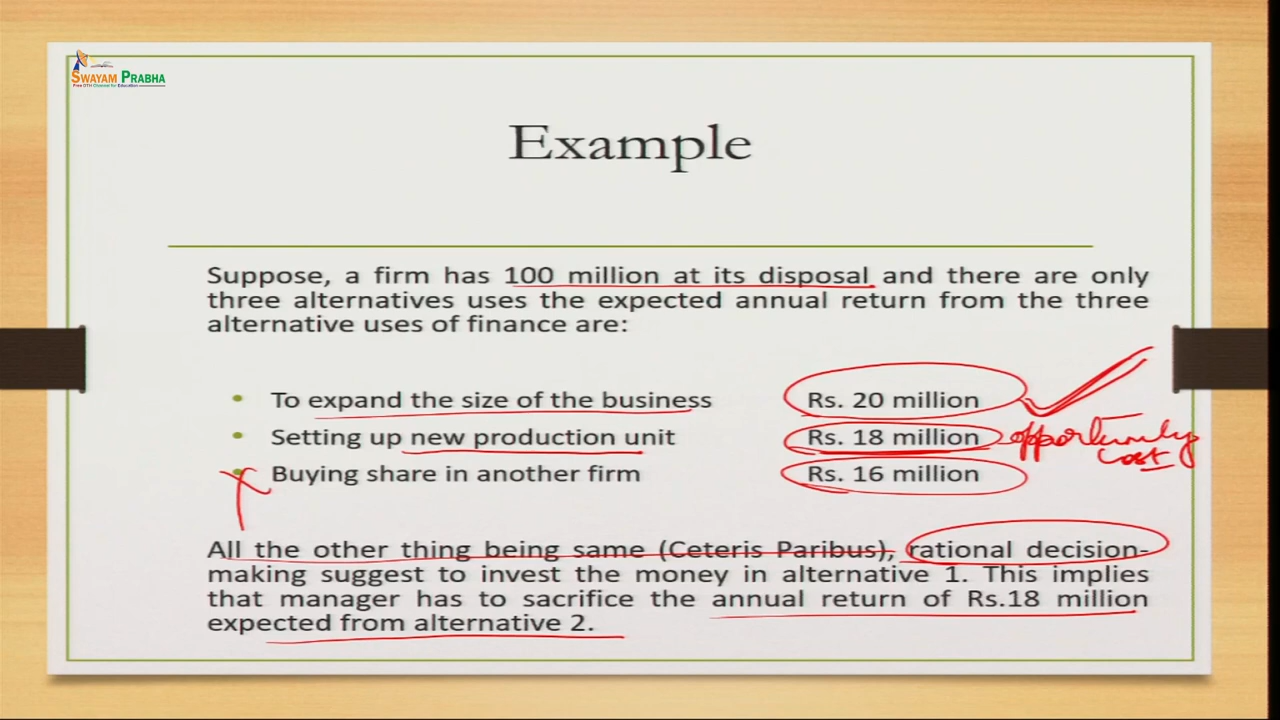 SWAYAM PRABHA
Free DTH Channel for Education
Example
Suppose, a firm has 100 million at its disposal and there are only
three alternatives uses the expected annual return from the three
alternative uses of finance are:
• To expand the size of the business Rs. 20 million
• Setting up new production unit Rs. 18 million opportunity
cost
• Buying share in another firm Rs. 16 million
All the other thing being same (Ceteris Paribus), rational decision-
making suggest to invest the money in alternative 1. This implies
that manager has to sacrifice the annual return of Rs.18 million
expected from alternative 2.